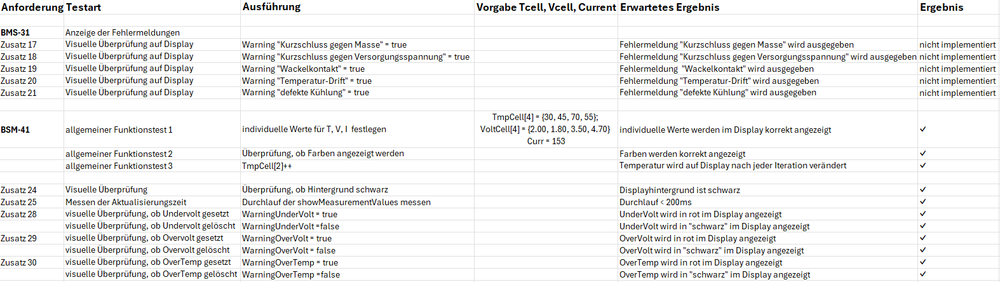 Anforderung Testart Ausführung Vorgabe Tcell, Vcell, Current Erwartetes Ergebnis Ergebnis
BMS-31 Anzeige der Fehlermeldungen
Zusatz 17 Visuelle Überprüfung auf Display Warning "Kurzschluss gegen Masse" = true Fehlermeldung "Kurzschluss gegen Masse" wird ausgegeben nicht implementiert
Zusatz 18 Visuelle Überprüfung auf Display Warning "Kurzschluss gegen Versorgungsspannung" = true Fehlermeldung "Kurzschluss gegen Versorgungsspannung" wird ausgegeben nicht implementiert
Zusatz 19 Visuelle Überprüfung auf Display Warning "Wackelkontakt" = true Fehlermeldung "Wackelkontakt" wird ausgegeben nicht implementiert
Zusatz 20 Visuelle Überprüfung auf Display Warning "Temperatur-Drift" = true Fehlermeldung "Temperatur-Drift" wird ausgegeben nicht implementiert
Zusatz 21 Visuelle Überprüfung auf Display Warning "defekte Kühlung" = true Fehlermeldung "defekte Kühlung" wird ausgegeben nicht implementiert
TmpCell[4] = {30, 45, 70, 55};
BSM-41 allgemeiner Funktionstest 1 individuelle Werte für T, V, I festlegen VoltCell[4] = {2.00, 1.80, 3.50, 4.70} individuelle Werte werden im Display korrekt angezeigt ✓
Curr = 153
allgemeiner Funktionstest 2 Überprüfung, ob Farben angezeigt werden Farben werden korrekt angezeigt ✓
allgemeiner Funktionstest 3 TmpCell[2]++ Temperatur wird auf Display nach jeder Iteration verändert ✓
Zusatz 24 Visuelle Überprüfung Überprüfung, ob Hintergrund schwarz Displayhintergrund ist schwarz ✓
Zusatz 25 Messen der Aktualisierungszeit Durchlauf der showMeasurementValues messen Durchlauf < 200ms ✓
Zusatz 28 visuelle Überprüfung, ob Undervolt gesetzt WarningUnderVolt = true UnderVolt wird in rot im Display angezeigt ✓
visuelle Überprüfung, ob Undervolt gelöscht WarningUnderVolt =false UnderVolt wird in "schwarz" im Display angezeigt ✓
Zusatz 29 visuelle Überprüfung, ob Overvolt gesetzt WarningOverVolt = true OverVolt wird in rot im Display angezeigt ✓
visuelle Überprüfung, ob Overvolt gelöscht WarningOverVolt = false OverVolt wird in "schwarz" im Display angezeigt ✓
Zusatz 30 visuelle Überprüfung, ob OverTemp gesetzt WarningOverTemp = true OverTemp wird in rot im Display angezeigt ✓
visuelle Überprüfung, ob OverTemp gelöscht WarningOverTemp =false OverTemp wird in "schwarz" im Display angezeigt ✓